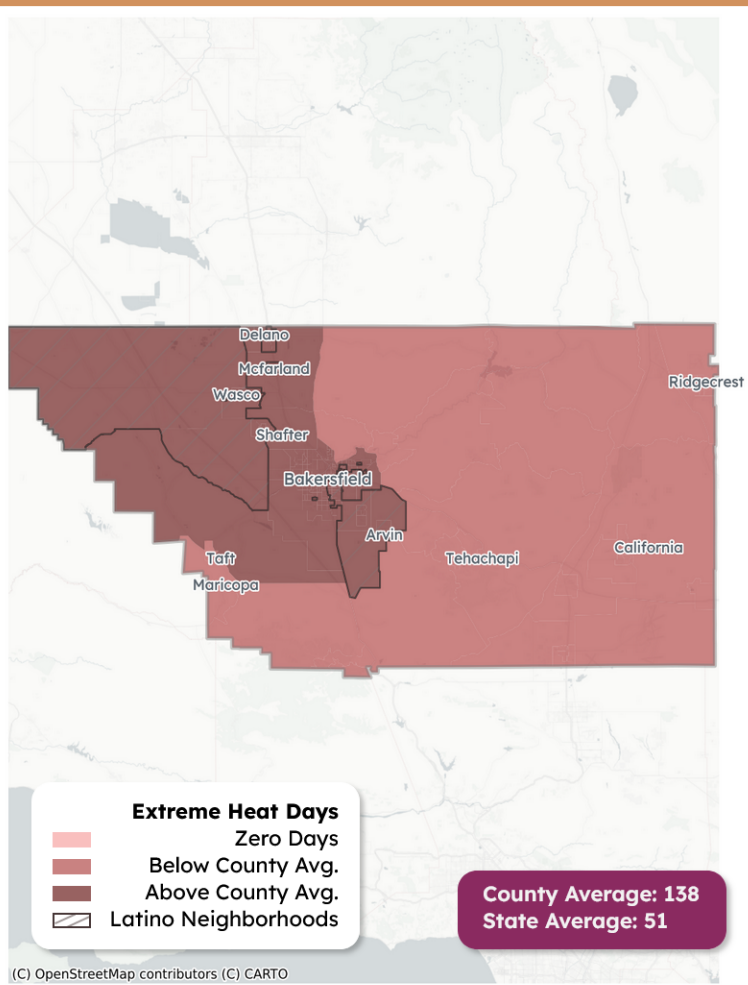 Delano
Mcfarland
Ridgecrest
Wasco
Shafter
Bakersfield
Arvin
California
Taft
Tehachapi
Maricopa
Extreme Heat Days
Zero Days
Below County Avg.
Above County Avg.
Latino Neighborhoods
County Average: 138
State Average: 51
(C) OpenStreetMap contributors (C) CARTO